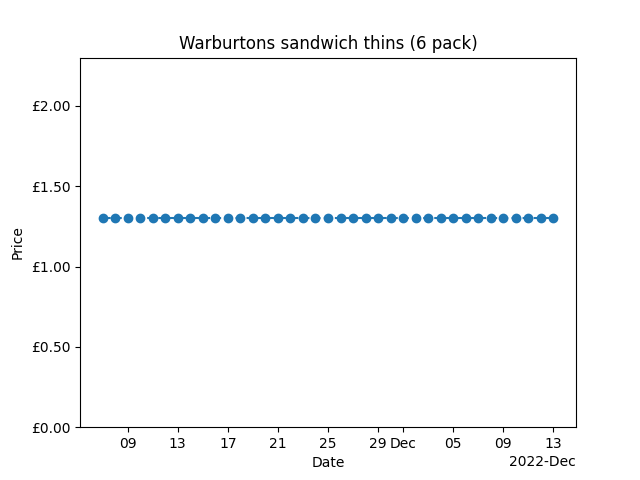 Warburtons sandwich thins (6 pack)
£2.00
£1.50
£1.00
£0.50
£0.00
Price
09 13 17 21 25 29 Dec 05 09 13
Date
2022-Dec